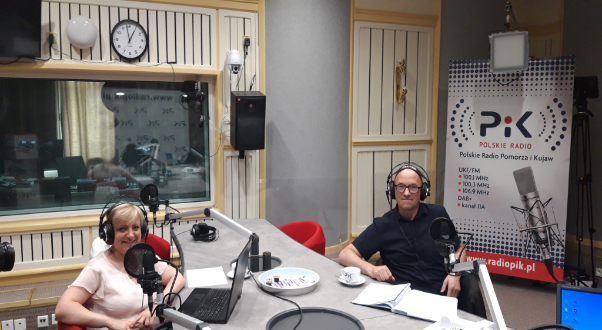 PiK
POLSKIE RADIO
Polskie Radio Pomorza i Kujaw
UKF/FM
100,1 MHz
100,3 MHz
106,9 MHz
DAB+
kanał 11A
www.radiopik.pl